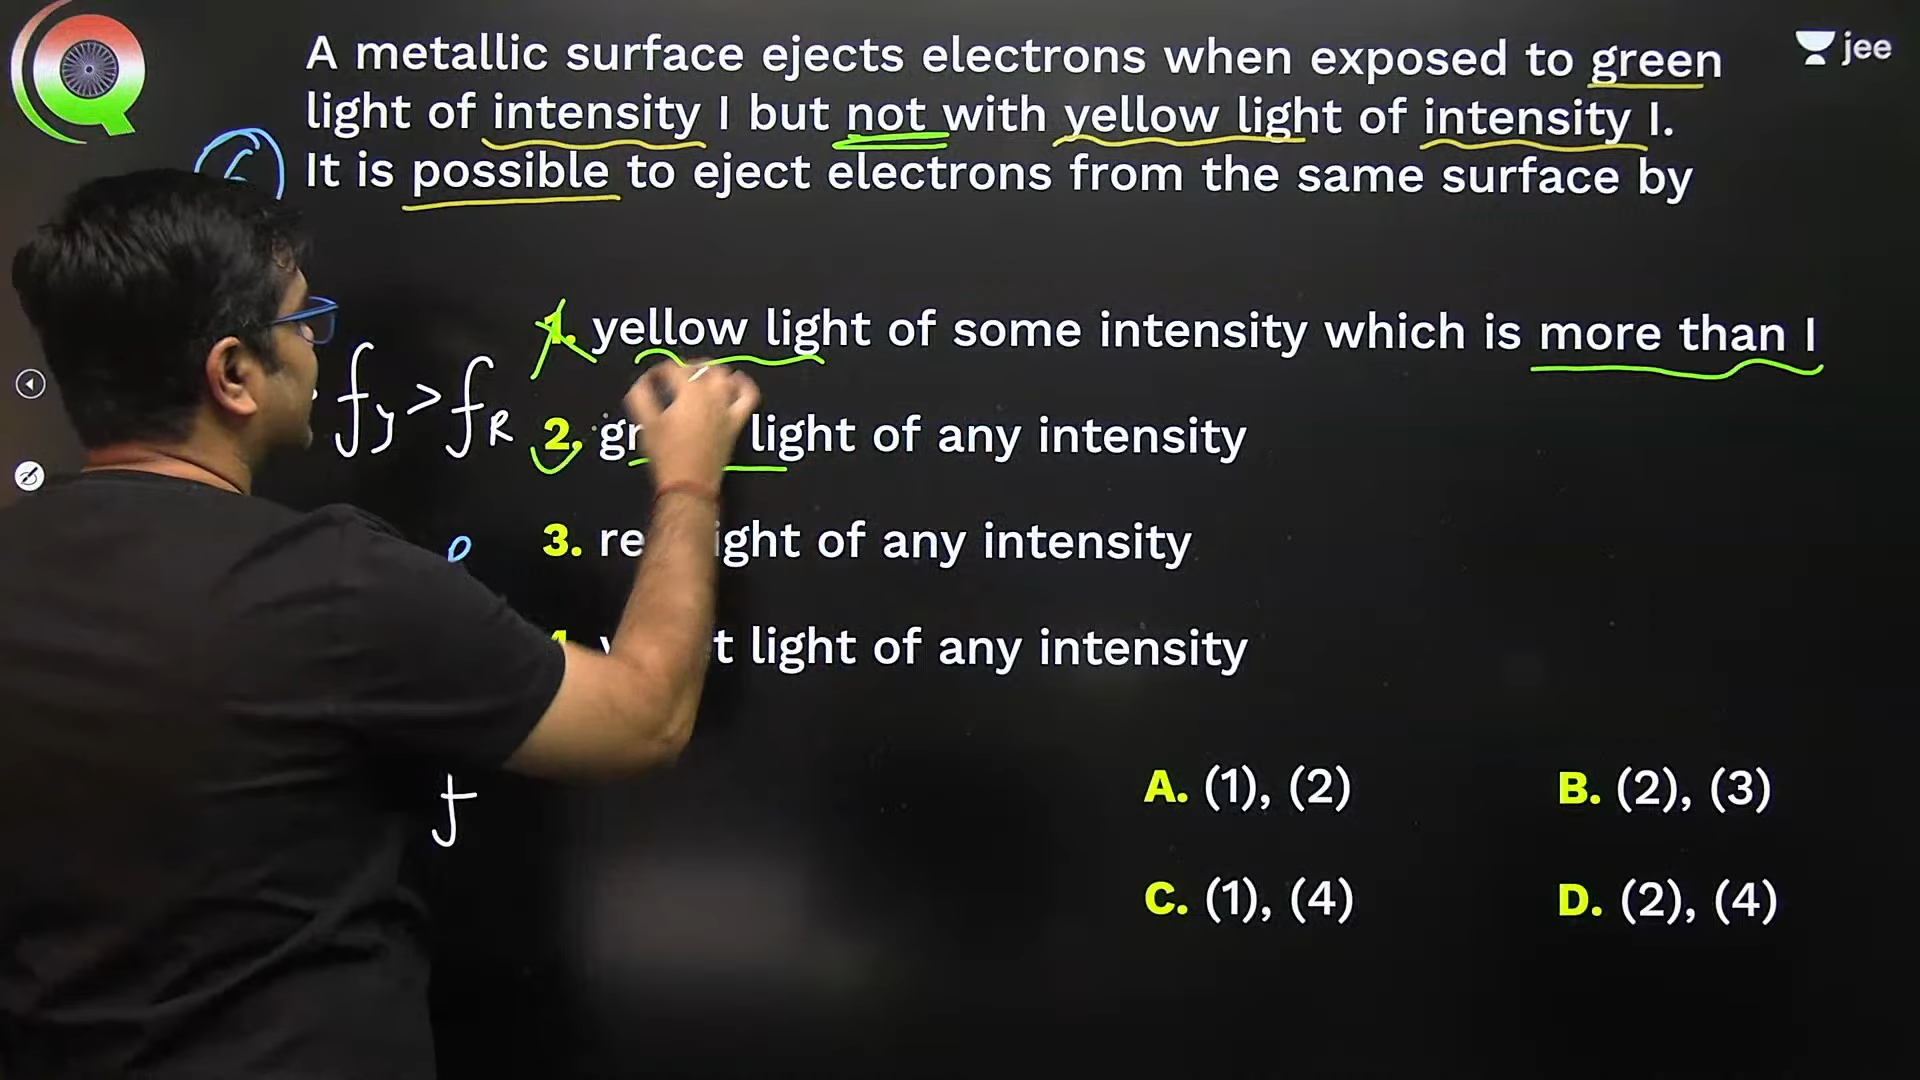 A metallic surface ejects electrons when exposed to green
jee
light of intensity I but not with yellow light of intensity I.
It is possible to eject electrons from the same surface by
1. yellow light of some intensity which is more than I
fy > fR
2. light of any intensity
3. light of any intensity
light of any intensity
f
A. (1), (2)
B. (2), (3)
C. (1), (4)
D. (2), (4)